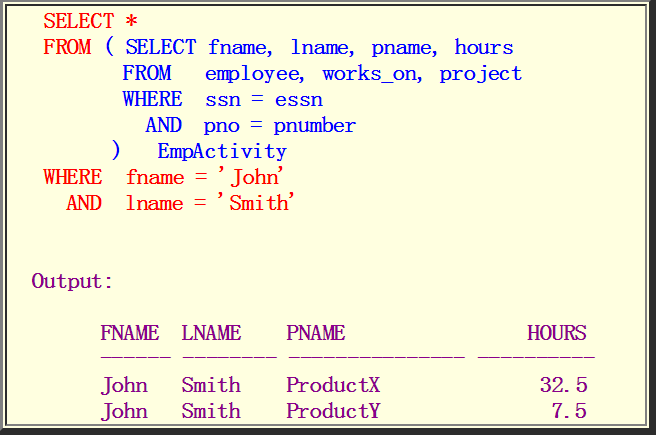 SELECT *
FROM ( SELECT fname, lname, pname, hours
FROM employee, works_on, project
WHERE ssn = essn
AND pno = pnumber
) EmpActivity
WHERE fname = 'John'
AND lname = 'Smith'
Output:
FNAME LNAME PNAME HOURS
------ -------- --------------- ----------
John Smith ProductX 32.5
John Smith ProductY 7.5